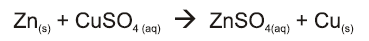 Zn(s) + CuSO4 (aq) → ZnSO4(aq) + Cu(s)